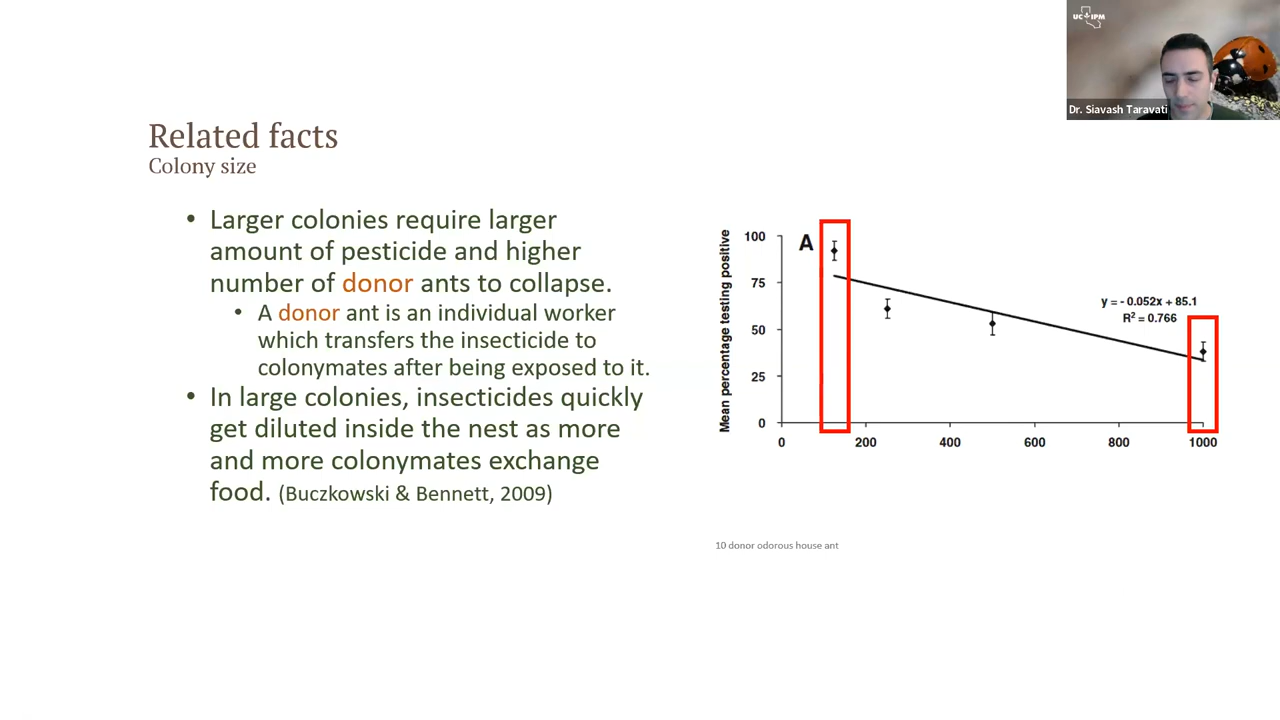 UC IPM
Dr. Siavash Taravati
Related facts
Colony size
• Larger colonies require larger
amount of pesticide and higher
number of donor ants to collapse.
• A donor ant is an individual worker
which transfers the insecticide to
colonymates after being exposed to it.
• In large colonies, insecticides quickly
get diluted inside the nest as more
and more colonymates exchange
food. (Buczkowski & Bennett, 2009)
Mean percentage testing positive
100
75
50
25
0
A
y = - 0.052x + 85.1
R² = 0.766
0 200 400 600 800 1000
10 donor odorous house ant